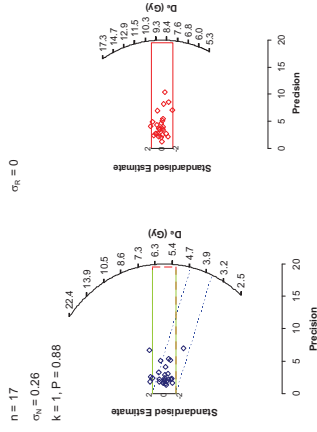 n = 17
σN = 0.26
k = 1, P = 0.88
Standardised Estimate
2
0
-2
Dₑ (Gy)
22.4
13.9
10.5
8.6
7.3
6.3
5.4
4.7
3.9
3.2
2.5
0 5 10 15 20
Precision
σR = 0
Standardised Estimate
2
0
-2
Dₑ (Gy)
17.3
14.7
12.9
11.5
10.3
9.3
8.4
7.6
6.8
6.0
5.3
0 5 10 15 20
Precision